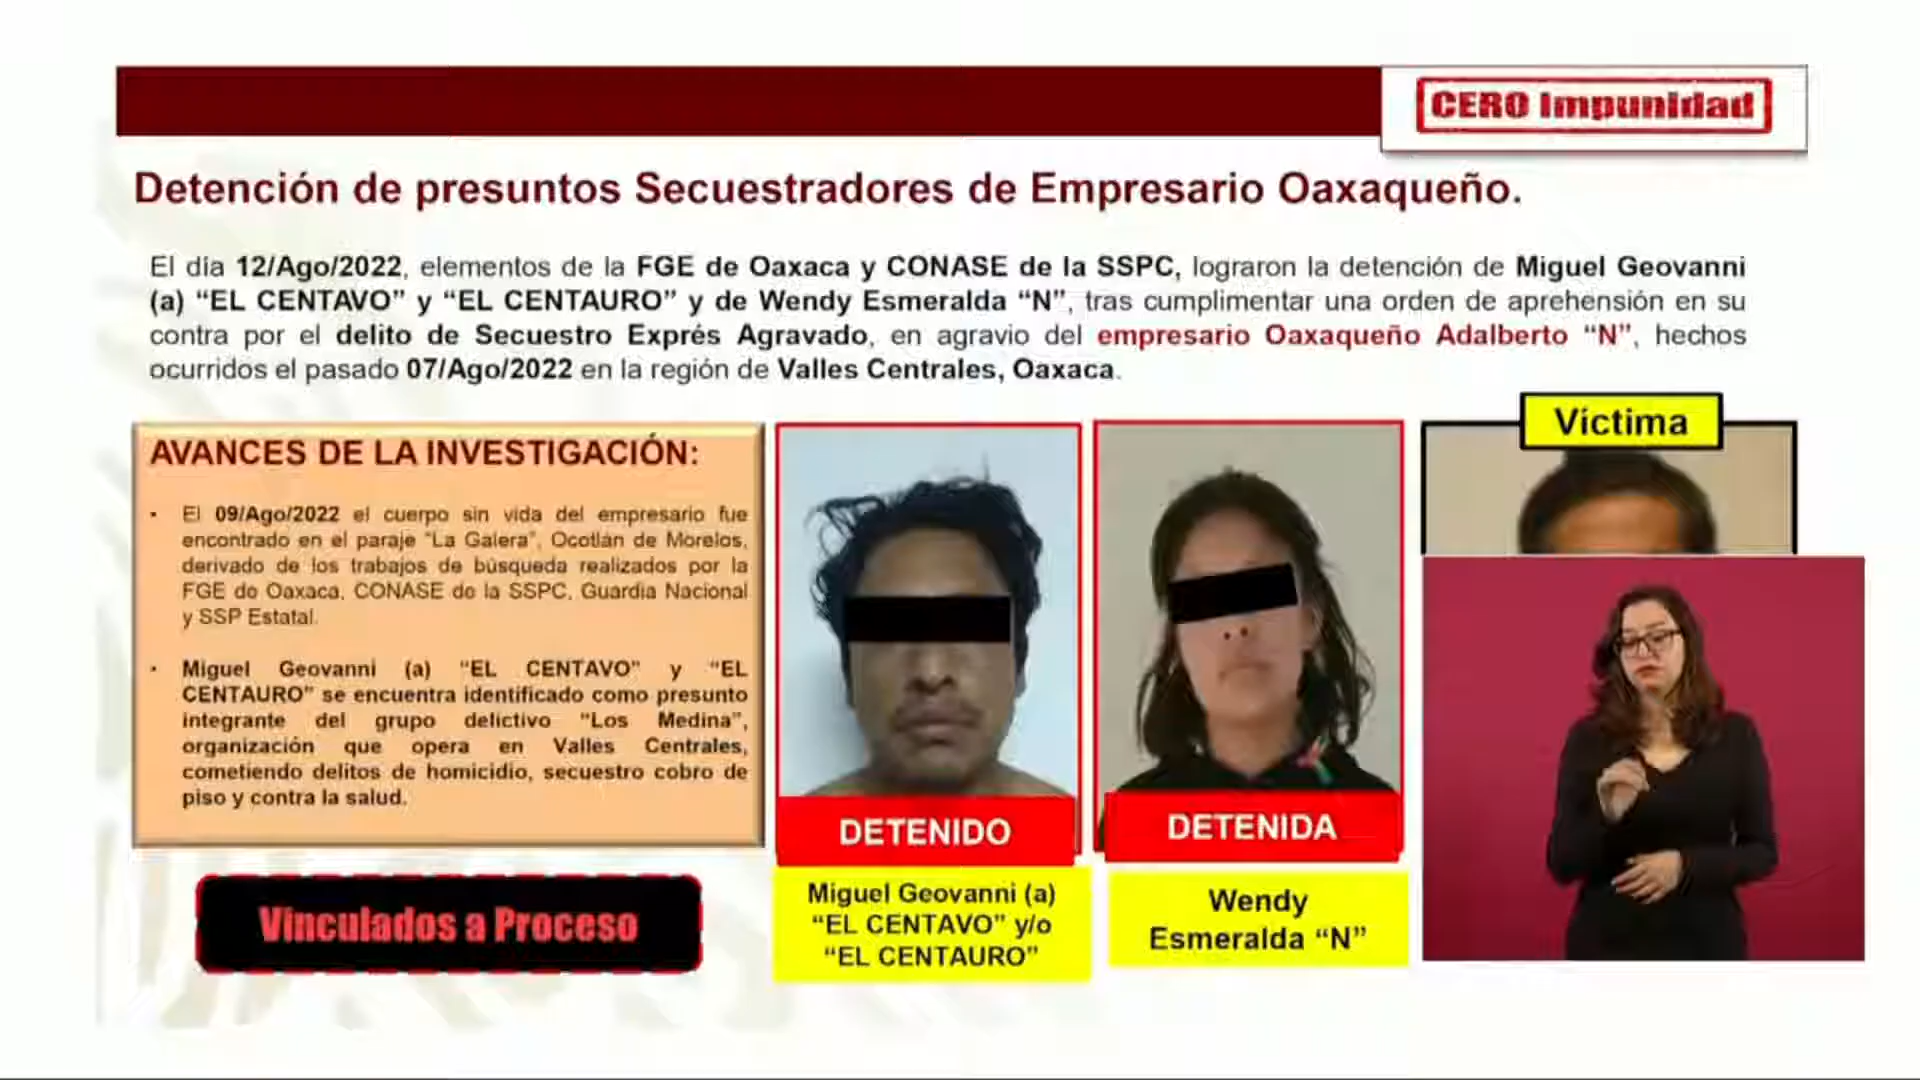 CERO Impunidad
Detención de presuntos Secuestradores de Empresario Oaxaqueño.
El día 12/Ago/2022, elementos de la FGE de Oaxaca y CONASE de la SSPC, lograron la detención de Miguel Geovanni
(a) “EL CENTAVO” y “EL CENTAURO” y de Wendy Esmeralda “N”, tras cumplimentar una orden de aprehensión en su
contra por el delito de Secuestro Exprés Agravado, en agravio del empresario Oaxaqueño Adalberto “N”, hechos
ocurridos el pasado 07/Ago/2022 en la región de Valles Centrales, Oaxaca.
AVANCES DE LA INVESTIGACIÓN:
• El 09/Ago/2022 el cuerpo sin vida del empresario fue
encontrado en el paraje “La Galera”, Ocotlán de Morelos,
derivado de los trabajos de búsqueda realizados por la
FGE de Oaxaca, CONASE de la SSPC, Guardia Nacional
y SSP Estatal.
• Miguel Geovanni (a) “EL CENTAVO” y “EL
CENTAURO” se encuentra identificado como presunto
integrante del grupo delictivo “Los Medina”,
organización que opera en Valles Centrales,
cometiendo delitos de homicidio, secuestro cobro de
piso y contra la salud.
Vinculados a Proceso
DETENIDO
Miguel Geovanni (a)
“EL CENTAVO” y/o
“EL CENTAURO”
DETENIDA
Wendy
Esmeralda “N”
Víctima